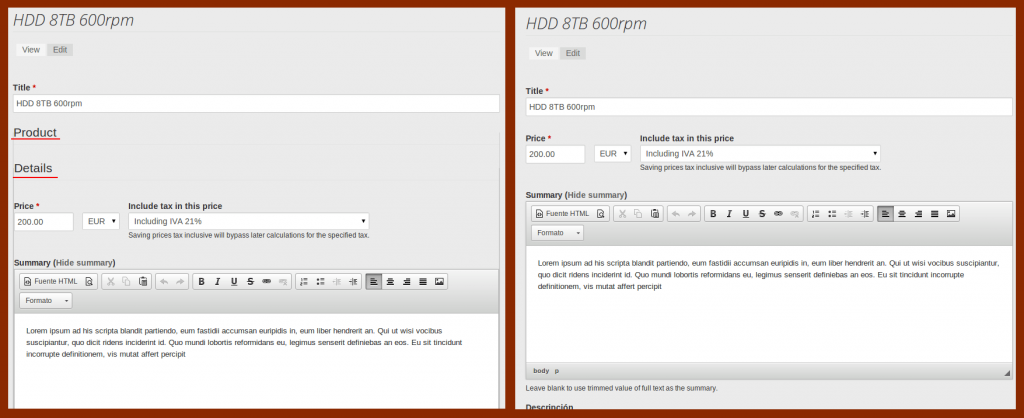 HDD 8TB 600rpm
View Edit
Title *
HDD 8TB 600rpm
Product
Details
Price * Include tax in this price
200.00 EUR Including IVA 21%
Saving prices tax inclusive will bypass later calculations for the specified tax.
Summary (Hide summary)
Fuente HTML B I U S
Formato
Lorem ipsum ad his scripta blandit partiendo, eum fastidii accumsan euripidis in, eum liber hendrerit an. Qui ut wisi vocibus
suscipiantur, quo dicit ridens inciderint id. Quo mundi lobortis reformidans eu, legimus senserit definiebas an eos. Eu sit tincidunt
incorrupte definitionem, vis mutat affert percipit
HDD 8TB 600rpm
View Edit
Title *
HDD 8TB 600rpm
Price * Include tax in this price
200.00 EUR Including IVA 21%
Saving prices tax inclusive will bypass later calculations for the specified tax.
Summary (Hide summary)
Fuente HTML B I U S
Formato
Lorem ipsum ad his scripta blandit partiendo, eum fastidii accumsan euripidis in, eum liber hendrerit an. Qui ut wisi vocibus suscipiantur,
quo dicit ridens inciderint id. Quo mundi lobortis reformidans eu, legimus senserit definiebas an eos. Eu sit tincidunt incorrupte
definitionem, vis mutat affert percipit
body p
Leave blank to use trimmed value of full text as the summary.
Descripción